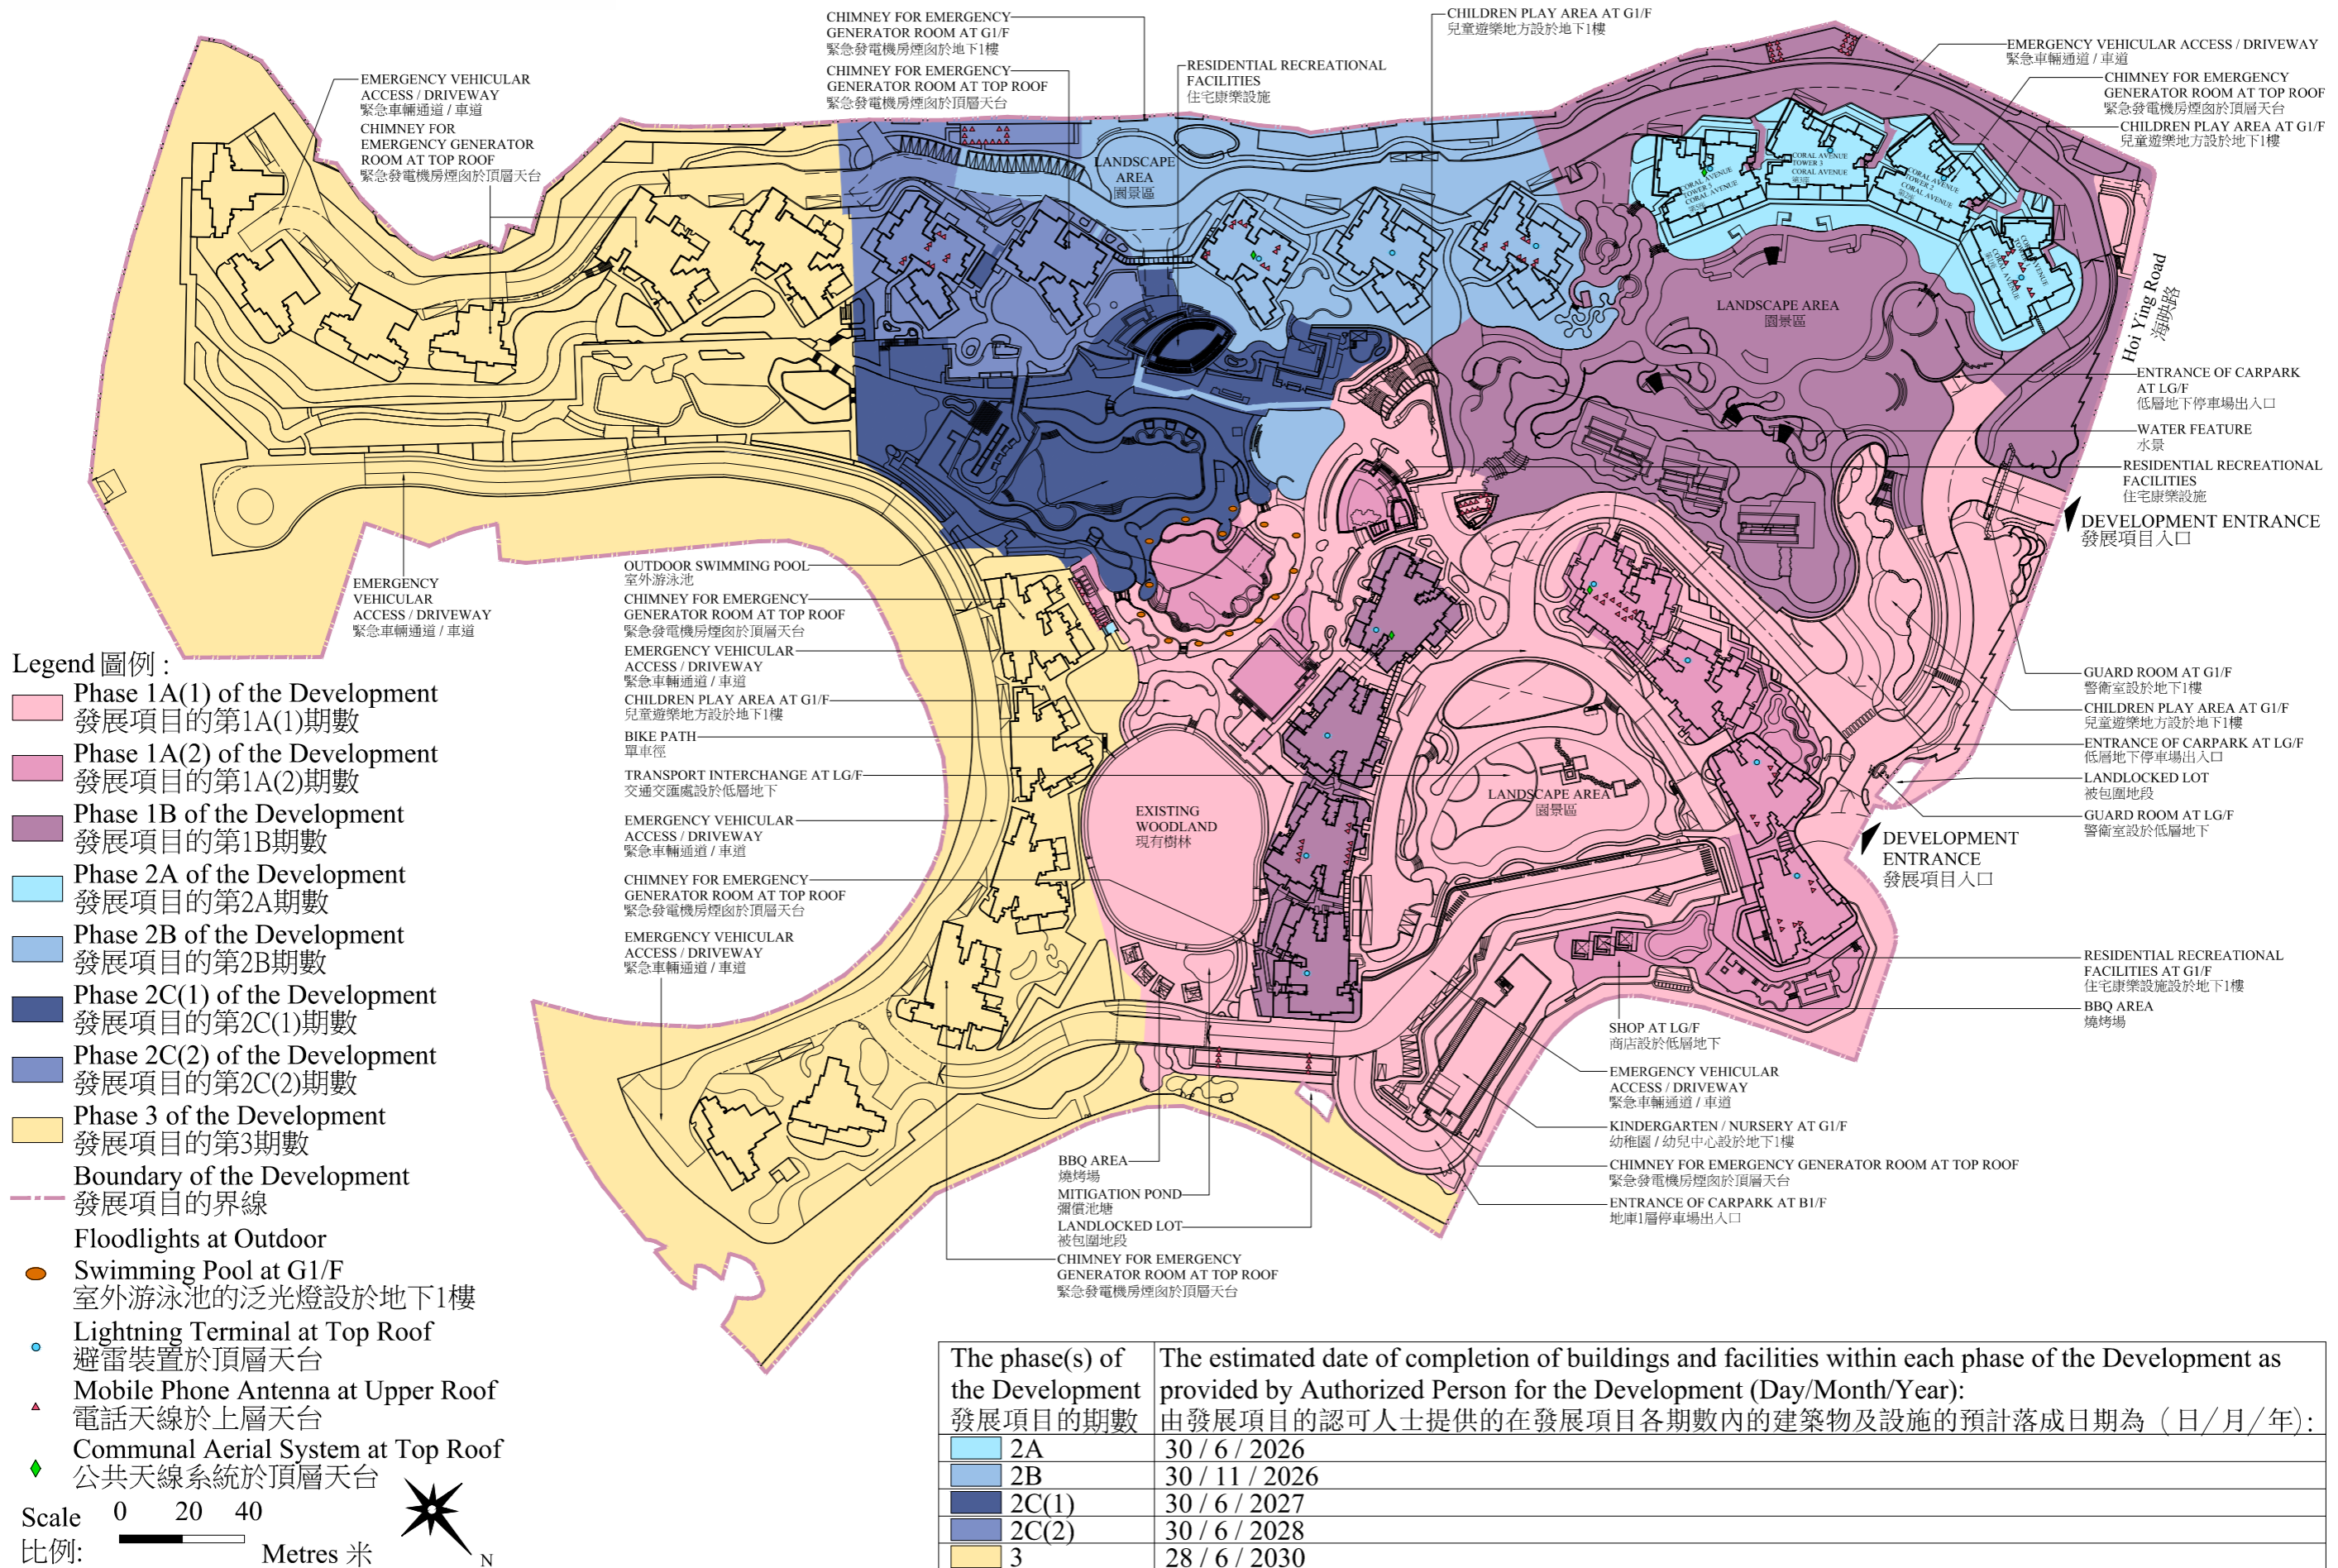 CHIMNEY FOR EMERGENCY
GENERATOR ROOM AT G1/F
緊急發電機房煙囪於地下1樓
CHIMNEY FOR EMERGENCY
GENERATOR ROOM AT TOP ROOF
緊急發電機房煙囪於頂層天台
RESIDENTIAL RECREATIONAL
FACILITIES
住宅康樂設施
CHILDREN PLAY AREA AT G1/F
兒童遊樂地方設於地下1樓
EMERGENCY VEHICULAR ACCESS / DRIVEWAY
緊急車輛通道 / 車道
CHIMNEY FOR EMERGENCY
GENERATOR ROOM AT TOP ROOF
緊急發電機房煙囪於頂層天台
CHILDREN PLAY AREA AT G1/F
兒童遊樂地方設於地下1樓
EMERGENCY VEHICULAR
ACCESS / DRIVEWAY
緊急車輛通道 / 車道
CHIMNEY FOR
EMERGENCY GENERATOR
ROOM AT TOP ROOF
緊急發電機房煙囪於頂層天台
LANDSCAPE
AREA
園景區
CORAL AVENUE
TOWER 5
CORAL AVENUE
第5座
CORAL AVENUE
TOWER 3
CORAL AVENUE
第3座
CORAL AVENUE
TOWER 2
CORAL AVENUE
第2座
CORAL AVENUE
第1座
LANDSCAPE AREA
園景區
Hoi Ying Road
海映路
ENTRANCE OF CARPARK
AT LG/F
低層地下停車場出入口
WATER FEATURE
水景
RESIDENTIAL RECREATIONAL
FACILITIES
住宅康樂設施
DEVELOPMENT ENTRANCE
發展項目入口
EMERGENCY
VEHICULAR
ACCESS / DRIVEWAY
緊急車輛通道 / 車道
OUTDOOR SWIMMING POOL
室外游泳池
CHIMNEY FOR EMERGENCY
GENERATOR ROOM AT TOP ROOF
緊急發電機房煙囪於頂層天台
EMERGENCY VEHICULAR
ACCESS / DRIVEWAY
緊急車輛通道 / 車道
CHILDREN PLAY AREA AT G1/F
兒童遊樂地方設於地下1樓
BIKE PATH
單車徑
TRANSPORT INTERCHANGE AT LG/F
交通交匯處設於低層地下
EMERGENCY VEHICULAR
ACCESS / DRIVEWAY
緊急車輛通道 / 車道
CHIMNEY FOR EMERGENCY
GENERATOR ROOM AT TOP ROOF
緊急發電機房煙囪於頂層天台
EMERGENCY VEHICULAR
ACCESS / DRIVEWAY
緊急車輛通道 / 車道
EXISTING
WOODLAND
現有樹林
LANDSCAPE AREA
園景區
GUARD ROOM AT G1/F
警衛室設於地下1樓
CHILDREN PLAY AREA AT G1/F
兒童遊樂地方設於地下1樓
ENTRANCE OF CARPARK AT LG/F
低層地下停車場出入口
LANDLOCKED LOT
被包圍地段
GUARD ROOM AT LG/F
警衛室設於低層地下
DEVELOPMENT
ENTRANCE
發展項目入口
RESIDENTIAL RECREATIONAL
FACILITIES AT G1/F
住宅康樂設施設於地下1樓
BBQ AREA
燒烤場
SHOP AT LG/F
商店設於低層地下
EMERGENCY VEHICULAR
ACCESS / DRIVEWAY
緊急車輛通道 / 車道
KINDERGARTEN / NURSERY AT G1/F
幼稚園 / 幼兒中心設於地下1樓
CHIMNEY FOR EMERGENCY GENERATOR ROOM AT TOP ROOF
緊急發電機房煙囪於頂層天台
ENTRANCE OF CARPARK AT B1/F
地庫1層停車場出入口
BBQ AREA
燒烤場
MITIGATION POND
彌償池塘
LANDLOCKED LOT
被包圍地段
CHIMNEY FOR EMERGENCY
GENERATOR ROOM AT TOP ROOF
緊急發電機房煙囪於頂層天台
Legend 圖例 :
Phase 1A(1) of the Development
發展項目的第1A(1)期數
Phase 1A(2) of the Development
發展項目的第1A(2)期數
Phase 1B of the Development
發展項目的第1B期數
Phase 2A of the Development
發展項目的第2A期數
Phase 2B of the Development
發展項目的第2B期數
Phase 2C(1) of the Development
發展項目的第2C(1)期數
Phase 2C(2) of the Development
發展項目的第2C(2)期數
Phase 3 of the Development
發展項目的第3期數
Boundary of the Development
發展項目的界線
Floodlights at Outdoor
Swimming Pool at G1/F
室外游泳池的泛光燈設於地下1樓
Lightning Terminal at Top Roof
避雷裝置於頂層天台
Mobile Phone Antenna at Upper Roof
電話天線於上層天台
Communal Aerial System at Top Roof
公共天線系統於頂層天台
Scale 0 20 40
比例: Metres 米
N
The phase(s) of
the Development
發展項目的期數
The estimated date of completion of buildings and facilities within each phase of the Development as
provided by Authorized Person for the Development (Day/Month/Year):
由發展項目的認可人士提供的在發展項目各期數內的建築物及設施的預計落成日期為（日/月/年）:
2A 30 / 6 / 2026
2B 30 / 11 / 2026
2C(1) 30 / 6 / 2027
2C(2) 30 / 6 / 2028
3 28 / 6 / 2030